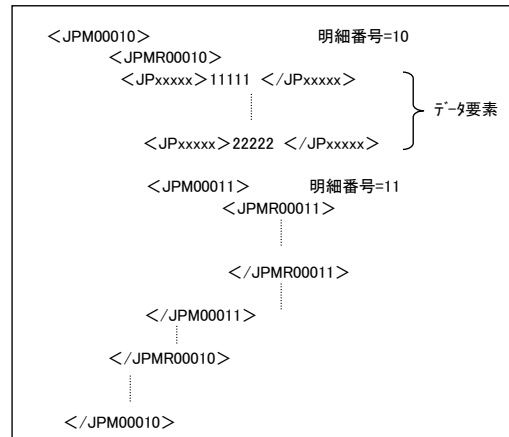 ＜JPM00010＞ 明細番号=10
＜JPMR00010＞
＜JPxxxxx＞11111 ＜/JPxxxxx＞
ﾃﾞｰﾀ要素
＜JPxxxxx＞22222 ＜/JPxxxxx＞
＜JPM00011＞ 明細番号=11
＜JPMR00011＞
＜/JPMR00011＞
＜/JPM00011＞
＜/JPMR00010＞
＜/JPM00010＞